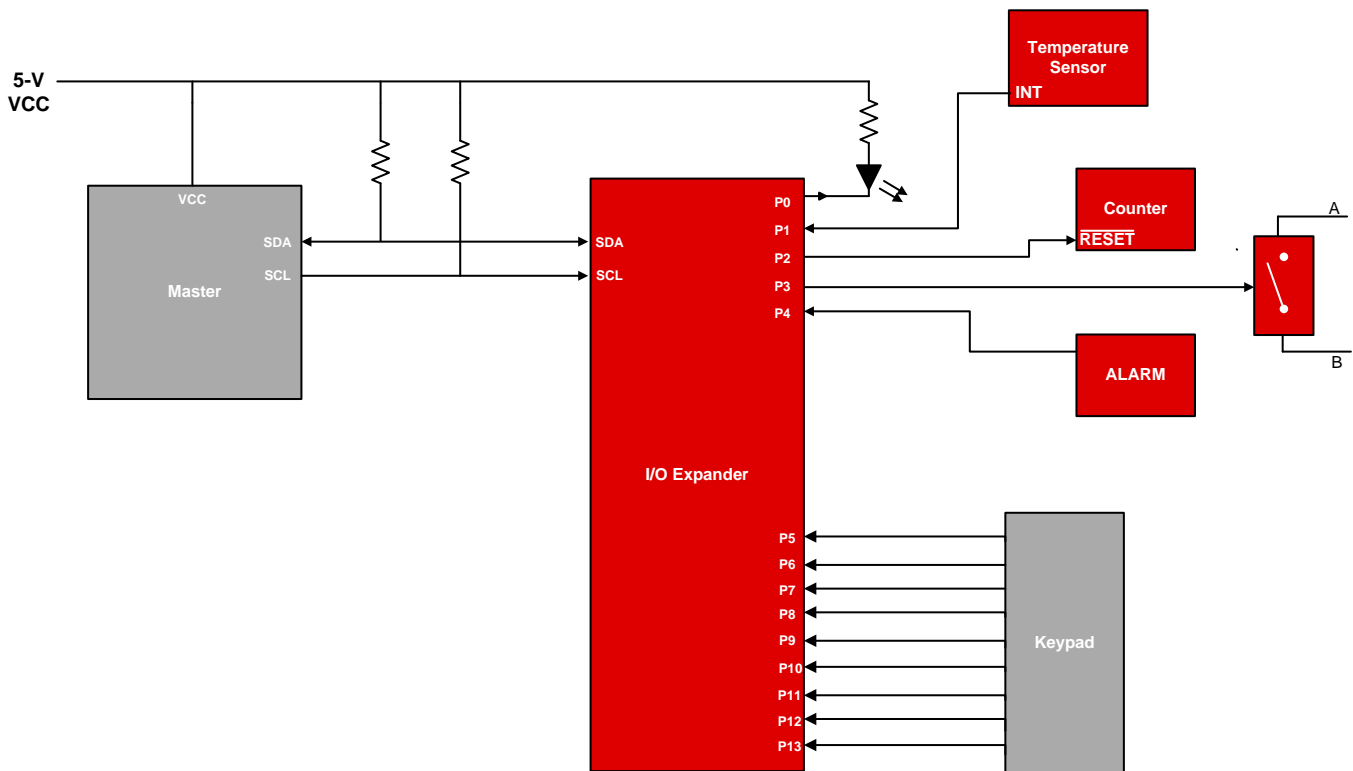 5-V
VCC
Temperature
Sensor
INT
VCC
SDA
SCL
Master
SDA
SCL
I/O Expander
P0
P1
P2
P3
P4
P5
P6
P7
P8
P9
P10
P11
P12
P13
Counter
RESET
A
B
ALARM
Keypad